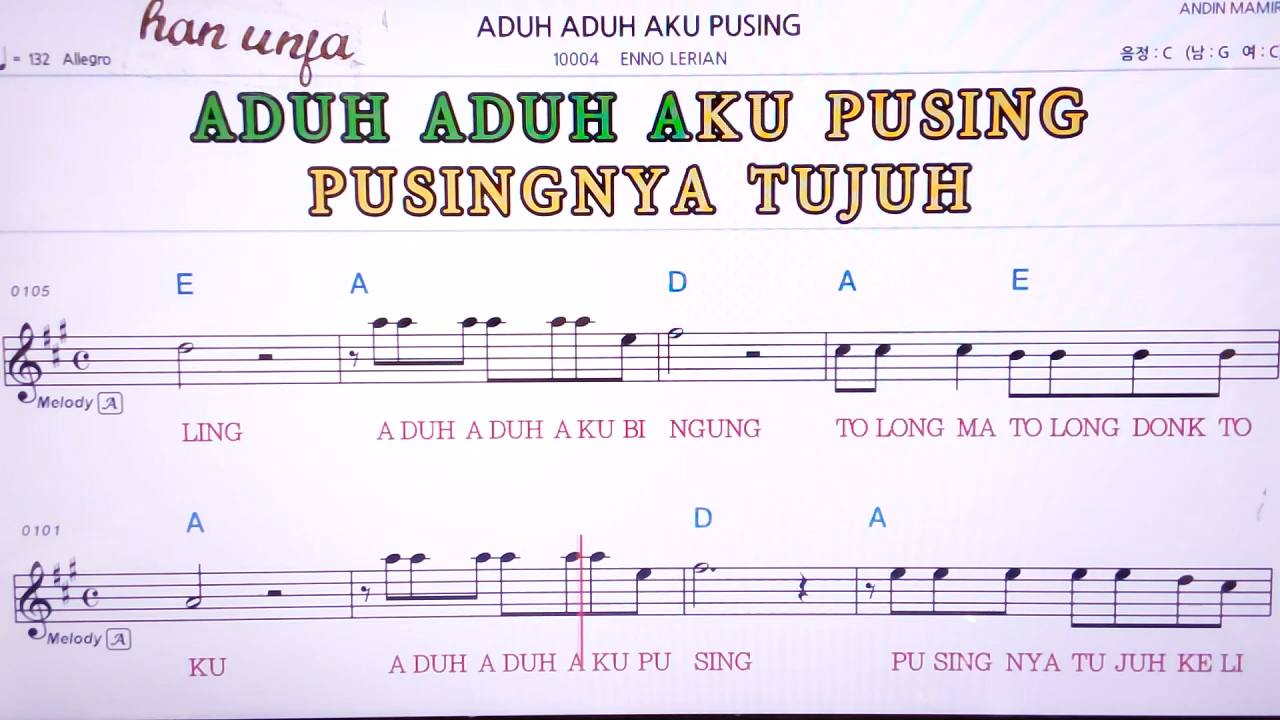 han unfa
ADUH ADUH AKU PUSING
ANDIN MAMIR
= 132 Allegro
10004 ENNO LERIAN
음정 : C (남 : G 여 : C
ADUH ADUH AKU PUSING
PUSINGNYA TUJUH
E A D A E
0105
Melody A
LING A DUH A DUH A KU BI NGUNG TO LONG MA TO LONG DONK TO
A D A
0101
Melody A
KU A DUH A DUH A KU PU SING PU SING NYA TU JUH KE LI